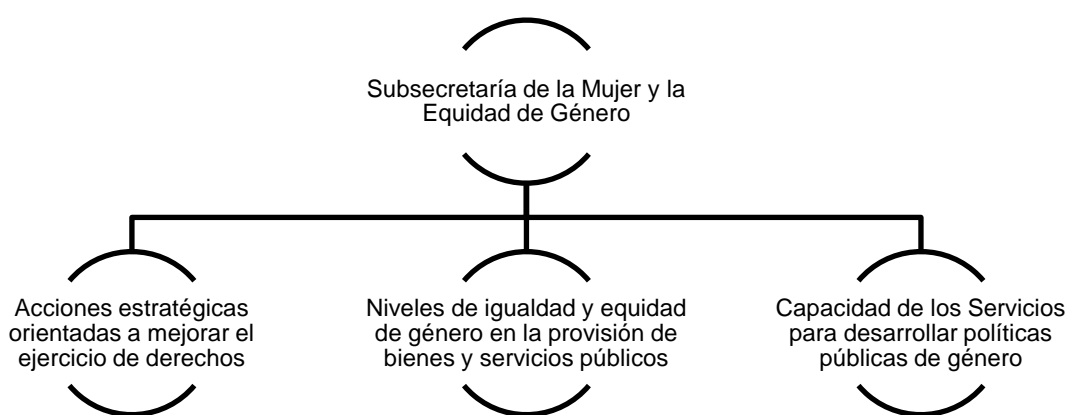 Subsecretaría de la Mujer y la
Equidad de Género
Acciones estratégicas
orientadas a mejorar el
ejercicio de derechos
Niveles de igualdad y equidad
de género en la provisión de
bienes y servicios públicos
Capacidad de los Servicios
para desarrollar políticas
públicas de género